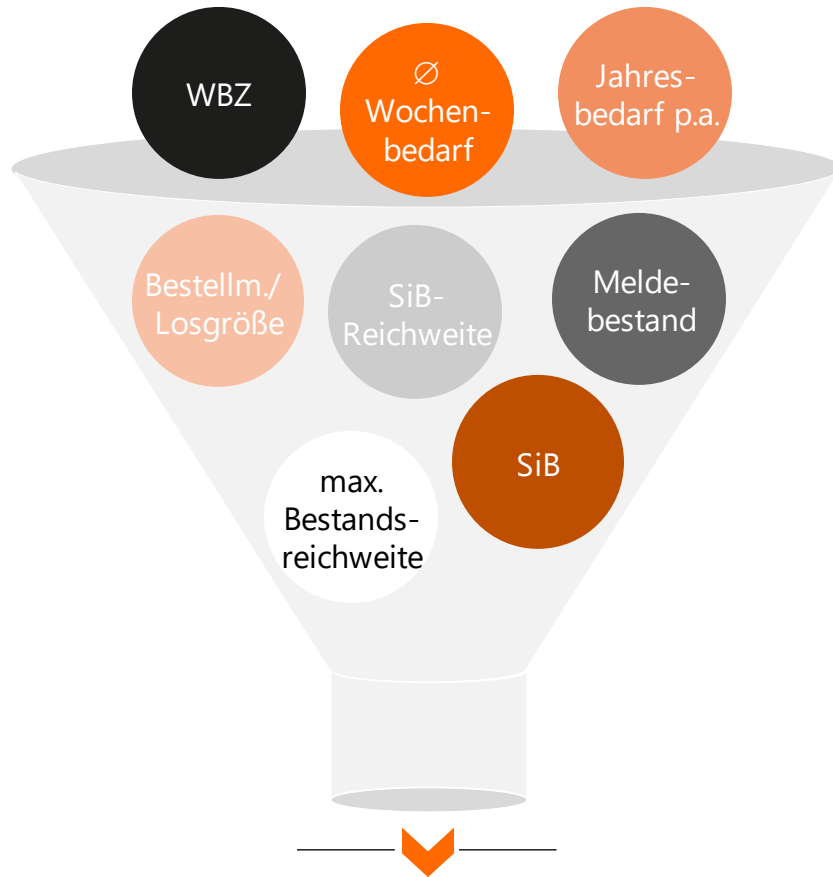 WBZ
∅
Wochen-
bedarf
Jahres-
bedarf p.a.
Bestellm./
Losgröße
SiB-
Reichweite
Melde-
bestand
SiB
max.
Bestands-
reichweite